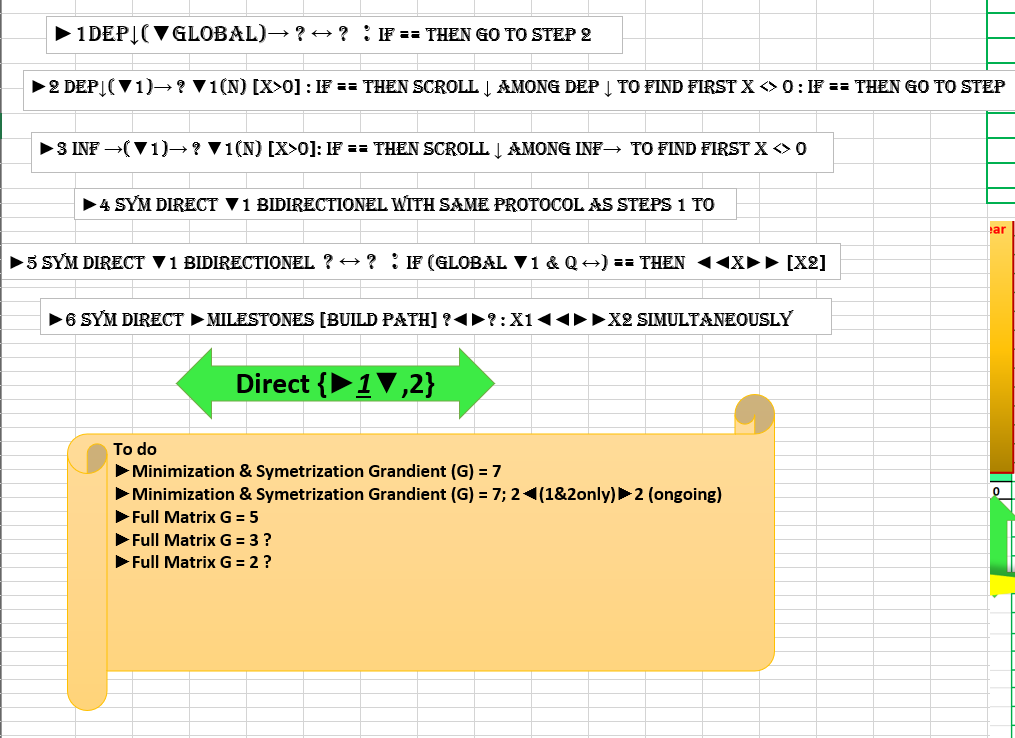 ►1DEP↓(▼GLOBAL)→ ? ↔ ? : IF == THEN GO TO STEP 2
►2 DEP↓(▼1)→ ? ▼1(N) [X>0] : IF == THEN SCROLL ↓ AMONG DEP ↓ TO FIND FIRST X <> 0 : IF == THEN GO TO STEP
►3 INF →(▼1)→ ? ▼1(N) [X>0]: IF == THEN SCROLL ↓ AMONG INF→ TO FIND FIRST X <> 0
►4 SYM DIRECT ▼1 BIDIRECTIONEL WITH SAME PROTOCOL AS STEPS 1 TO
►5 SYM DIRECT ▼1 BIDIRECTIONEL ? ↔ ? : IF (GLOBAL ▼1 & Q ↔) == THEN ◄◄X►► [X2]
►6 SYM DIRECT ►MILESTONES [BUILD PATH] ?◄►? : X1◄◄►►X2 SIMULTANEOUSLY
Direct {►1▼,2}
To do
►Minimization & Symetrization Grandient (G) = 7
►Minimization & Symetrization Grandient (G) = 7; 2◄(1&2only)►2 (ongoing)
►Full Matrix G = 5
►Full Matrix G = 3 ?
►Full Matrix G = 2 ?
ear
0